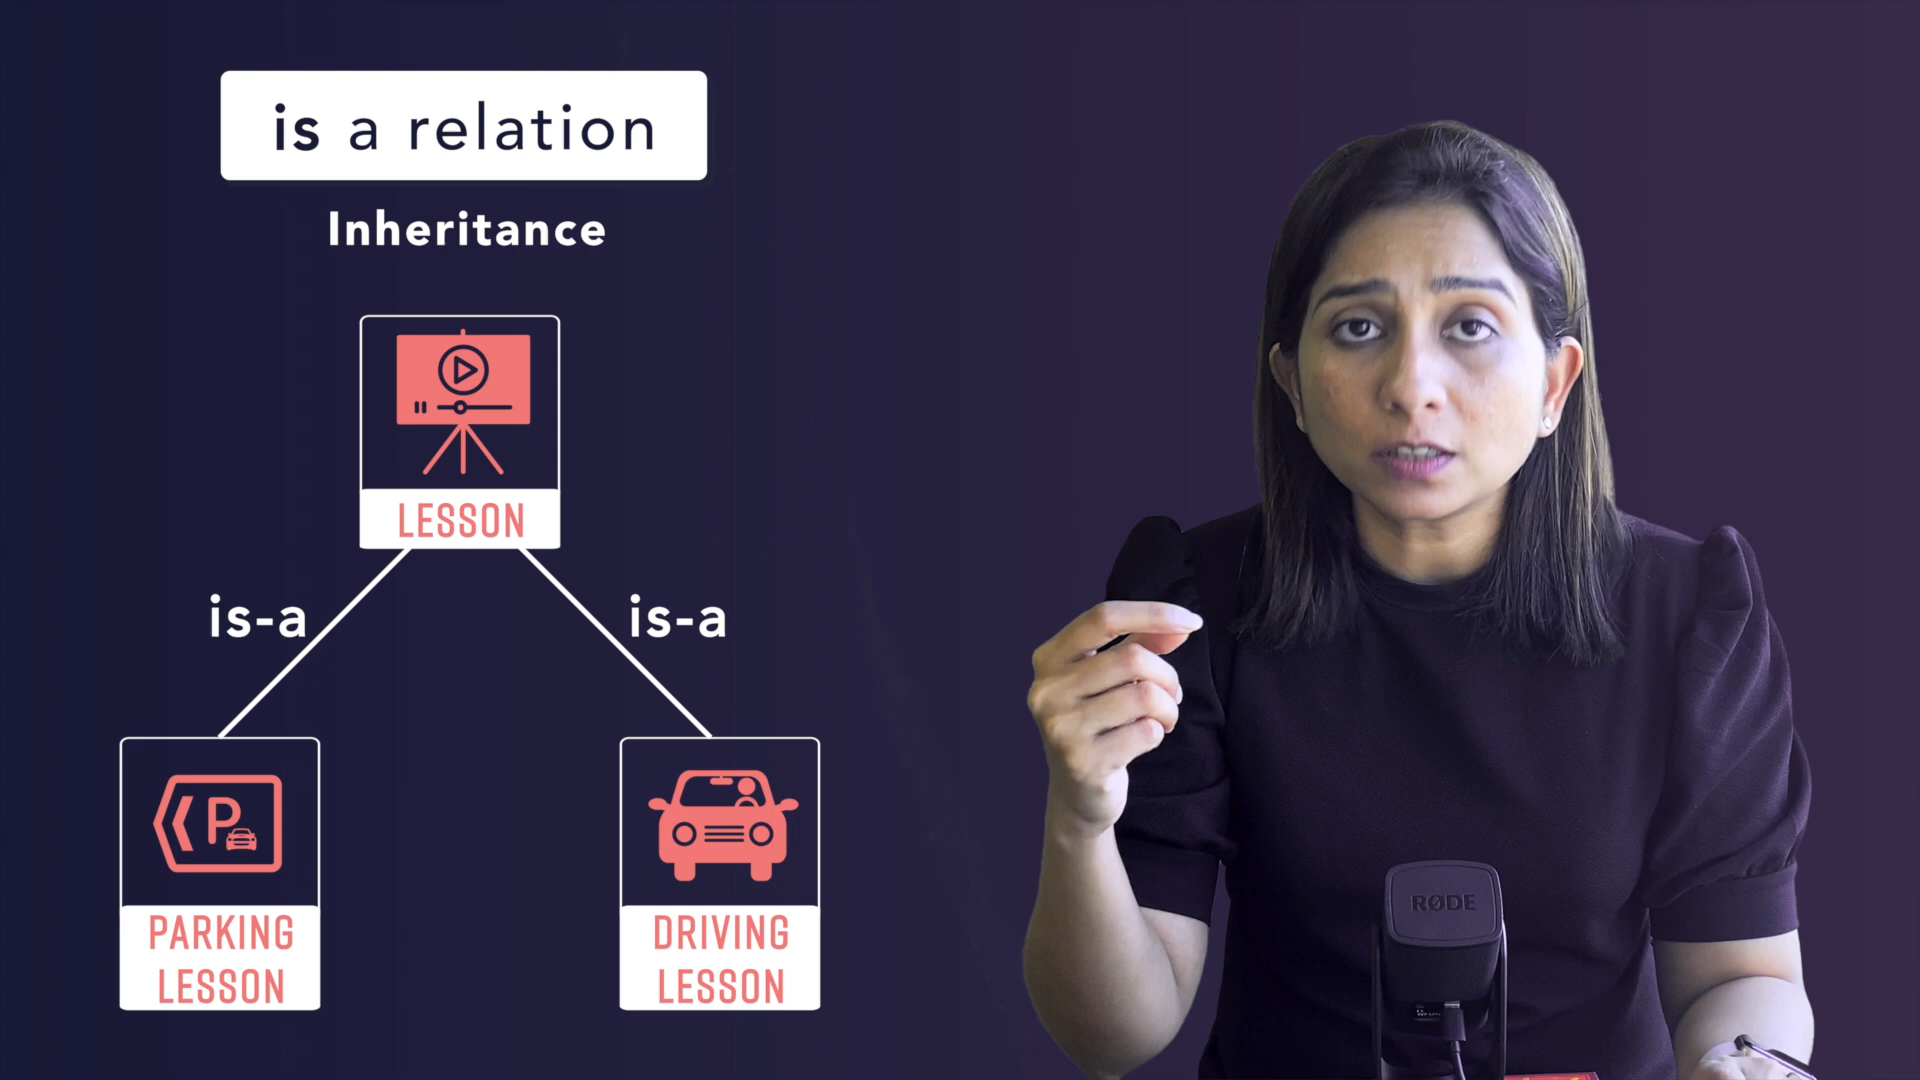 is a relation
Inheritance
LESSON
is-a
is-a
P
PARKING
LESSON
DRIVING
LESSON
RØDE